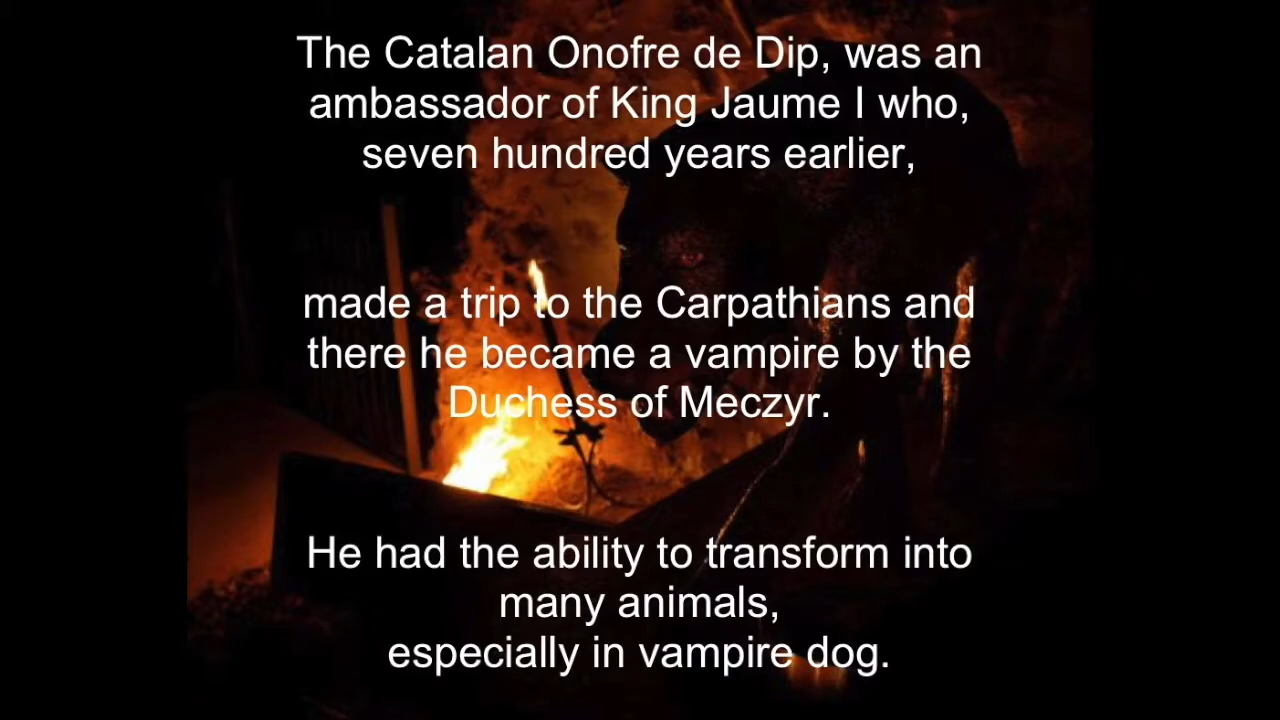 The Catalan Onofre de Dip, was an
ambassador of King Jaume I who,
seven hundred years earlier,
made a trip to the Carpathians and
there he became a vampire by the
Duchess of Meczyr.
He had the ability to transform into
many animals,
especially in vampire dog.